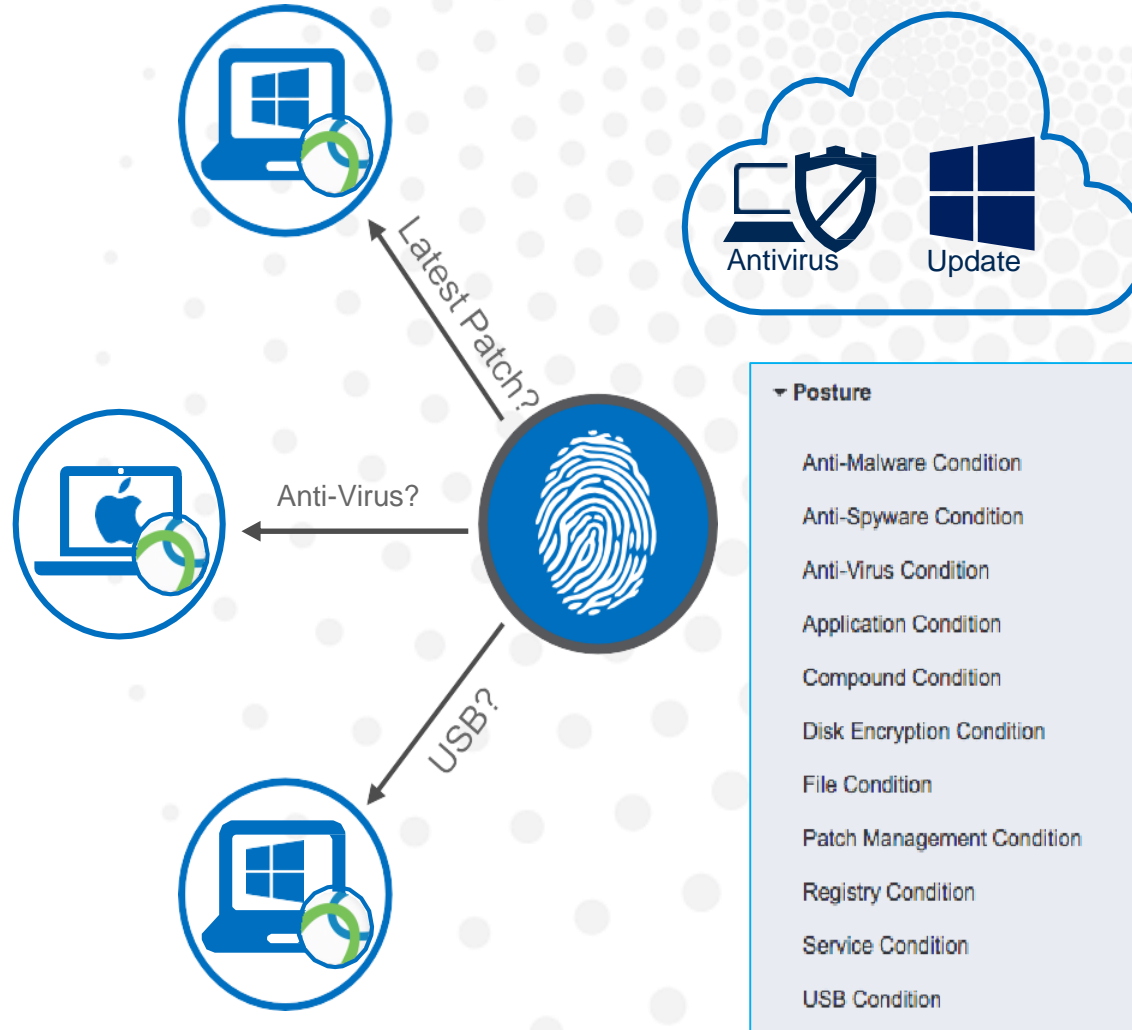 Antivirus
Update
Latest Patch?
Anti-Virus?
USB?
Posture
Anti-Malware Condition
Anti-Spyware Condition
Anti-Virus Condition
Application Condition
Compound Condition
Disk Encryption Condition
File Condition
Patch Management Condition
Registry Condition
Service Condition
USB Condition